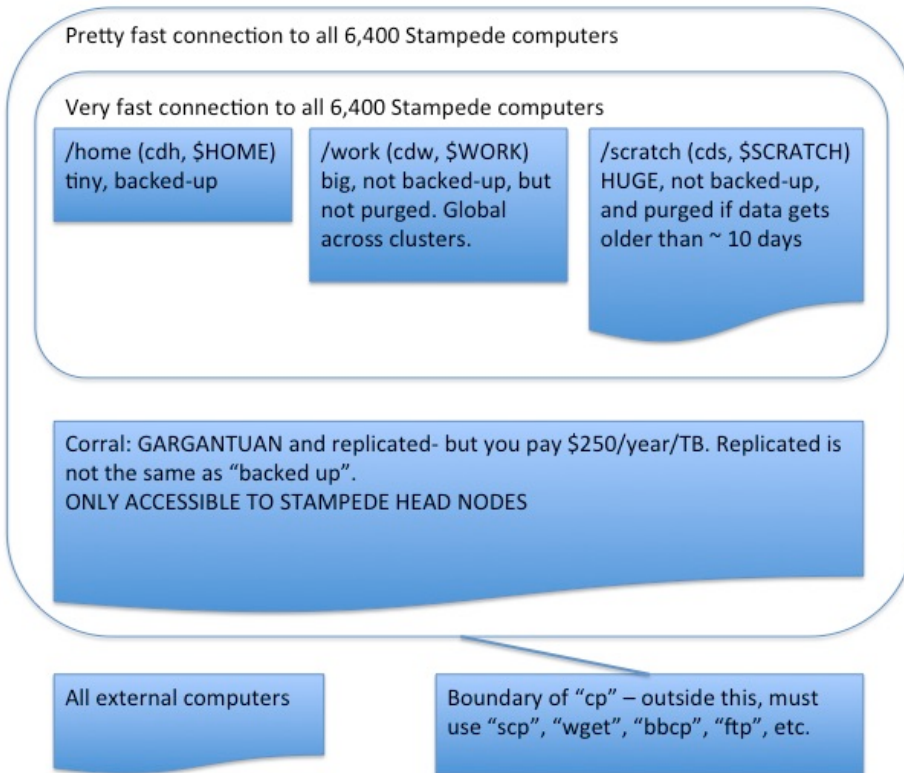 Pretty fast connection to all 6,400 Stampede computers
Very fast connection to all 6,400 Stampede computers
/home (cdh, $HOME)
tiny, backed-up
/work (cdw, $WORK)
big, not backed-up, but
not purged. Global
across clusters.
/scratch (cds, $SCRATCH)
HUGE, not backed-up,
and purged if data gets
older than ~ 10 days
Corral: GARGANTUAN and replicated- but you pay $250/year/TB. Replicated is
not the same as “backed up”.
ONLY ACCESSIBLE TO STAMPEDE HEAD NODES
All external computers
Boundary of “cp” – outside this, must
use “scp”, “wget”, “bbcp”, “ftp”, etc.